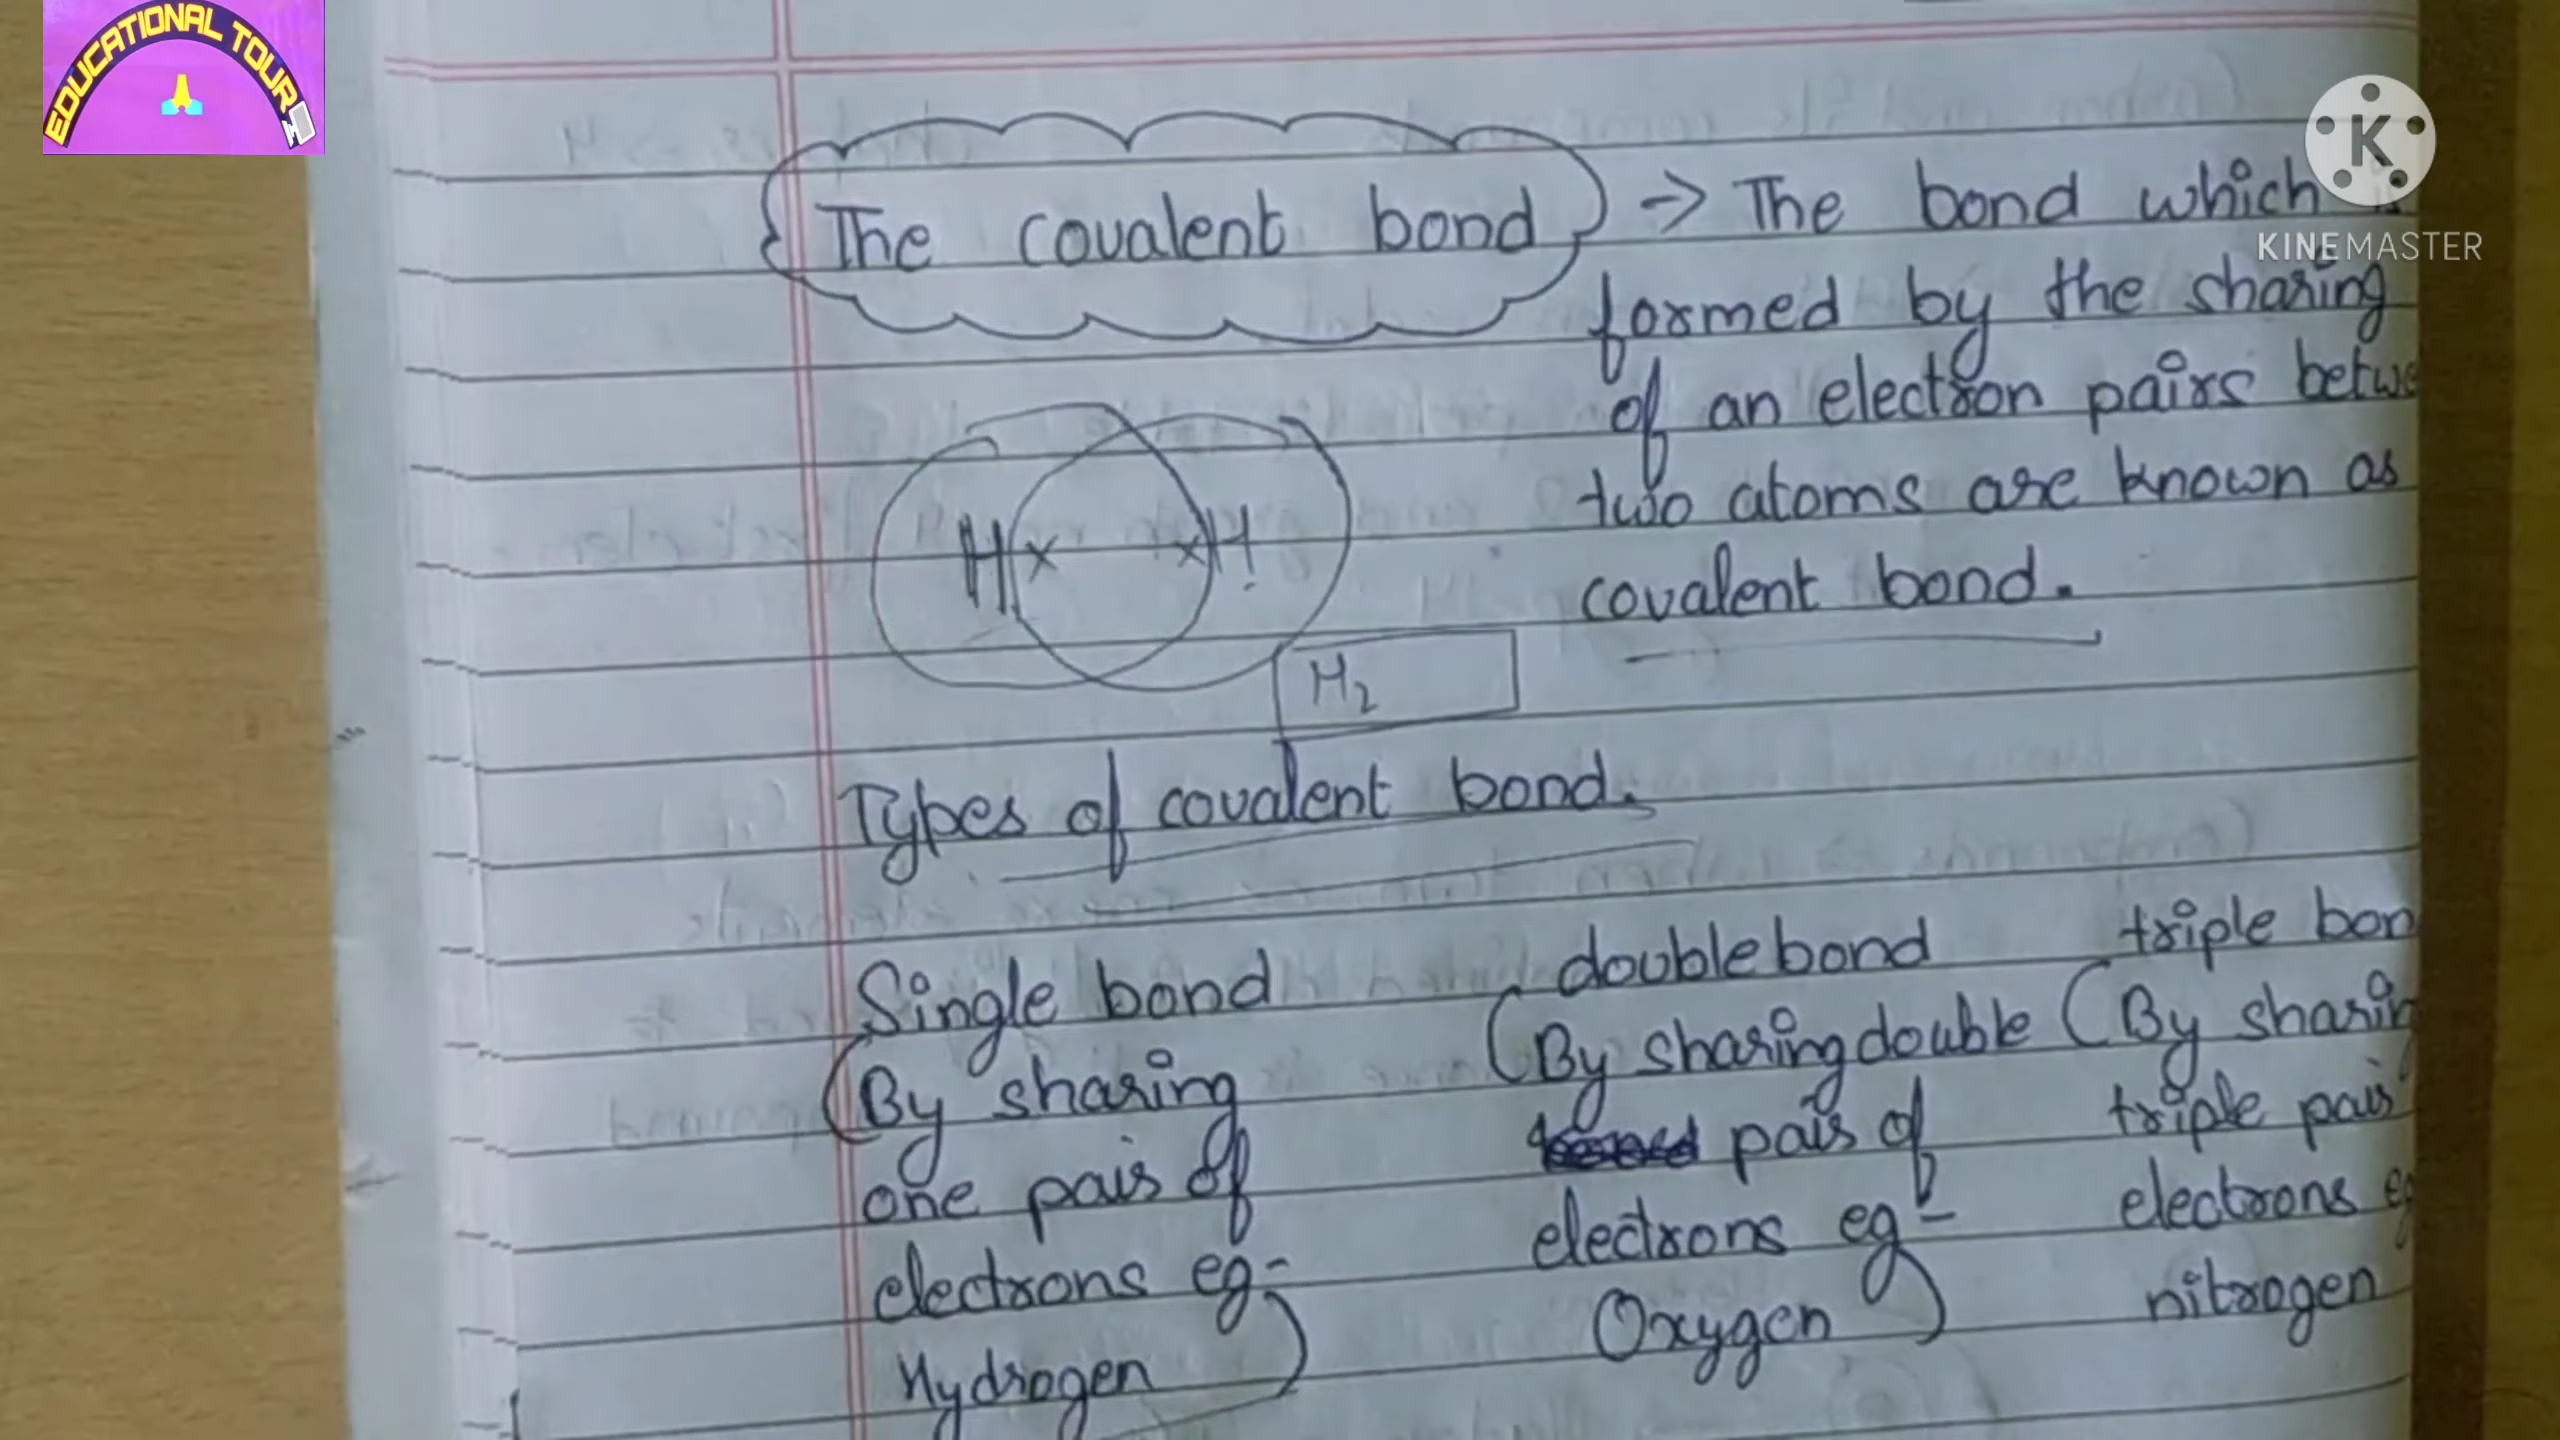 EDUCATIONAL TOUR
K
KINEMASTER
The covalent bond → The bond which
formed by the sharing
of an electron pairs betwe
two atoms are known as
covalent bond.
H x x H
H2
Types of covalent bond.
Single bond
(By sharing
one pair of
electrons eg-
Hydrogen )
double bond
(By sharing double
pair of
electrons eg-
Oxygen )
triple bon
(By sharin
triple pair
electrons eg
nitrogen